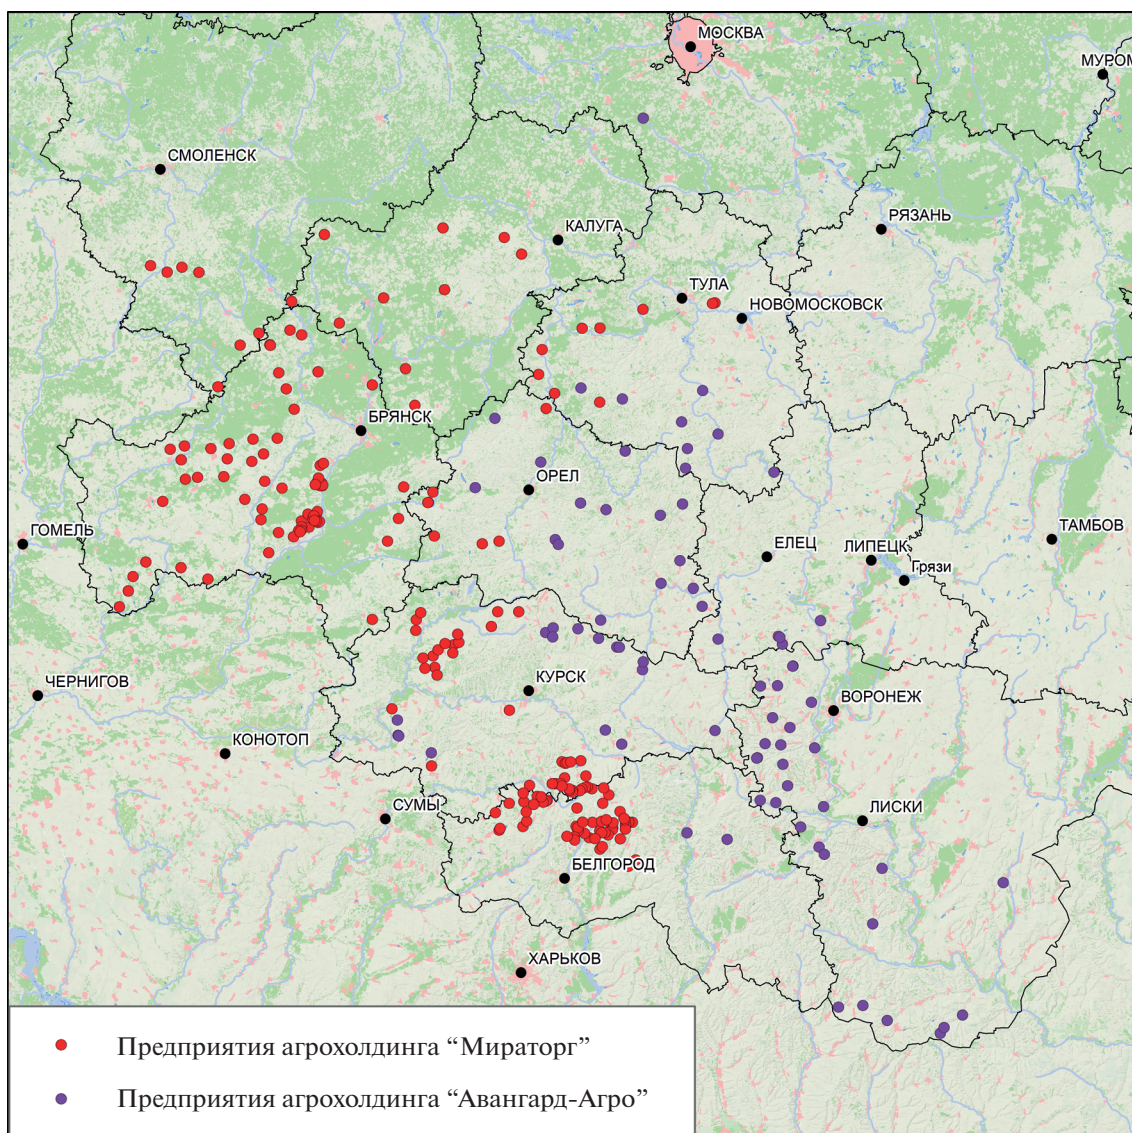 МОСКВА
МУРОМ
СМОЛЕНСК
РЯЗАНЬ
КАЛУГА
ТУЛА
НОВОМОСКОВСК
БРЯНСК
ОРЕЛ
ГОМЕЛЬ
ТАМБОВ
ЕЛЕЦ
ЛИПЕЦК
Грязи
ЧЕРНИГОВ
КУРСК
ВОРОНЕЖ
КОНОТОП
СУМЫ
ЛИСКИ
БЕЛГОРОД
ХАРЬКОВ
Предприятия агрохолдинга “Мираторг”
Предприятия агрохолдинга “Авангард-Агро”